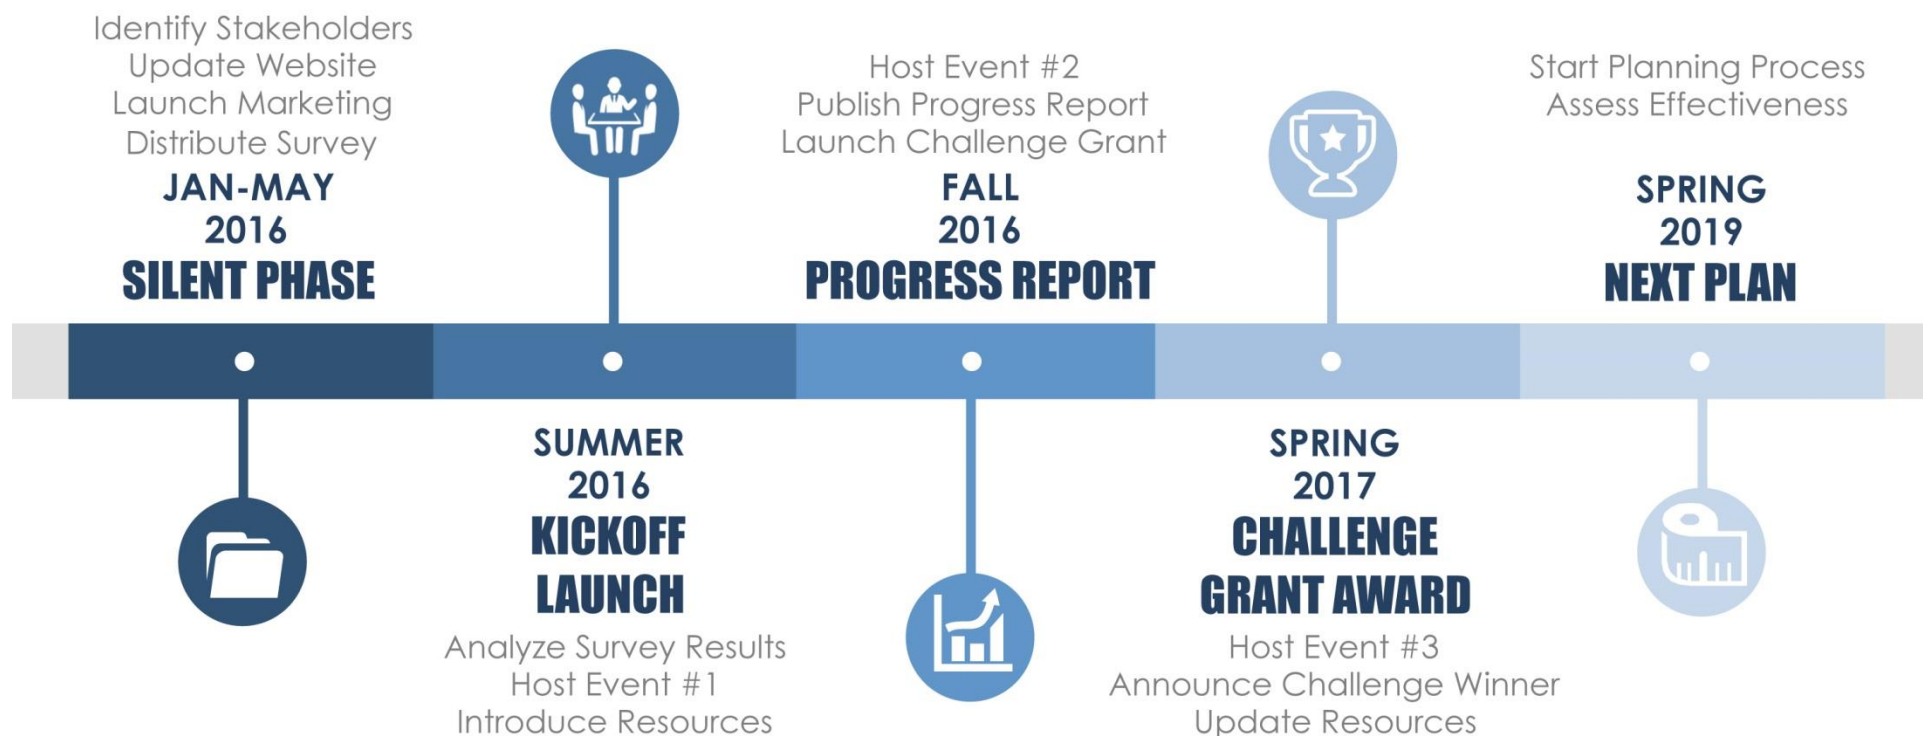 Identify Stakeholders
Update Website
Launch Marketing
Distribute Survey
JAN-MAY
2016
SILENT PHASE
SUMMER
2016
KICKOFF
LAUNCH
Analyze Survey Results
Host Event #1
Introduce Resources
Host Event #2
Publish Progress Report
Launch Challenge Grant
FALL
2016
PROGRESS REPORT
SPRING
2017
CHALLENGE
GRANT AWARD
Host Event #3
Announce Challenge Winner
Update Resources
Start Planning Process
Assess Effectiveness
SPRING
2019
NEXT PLAN